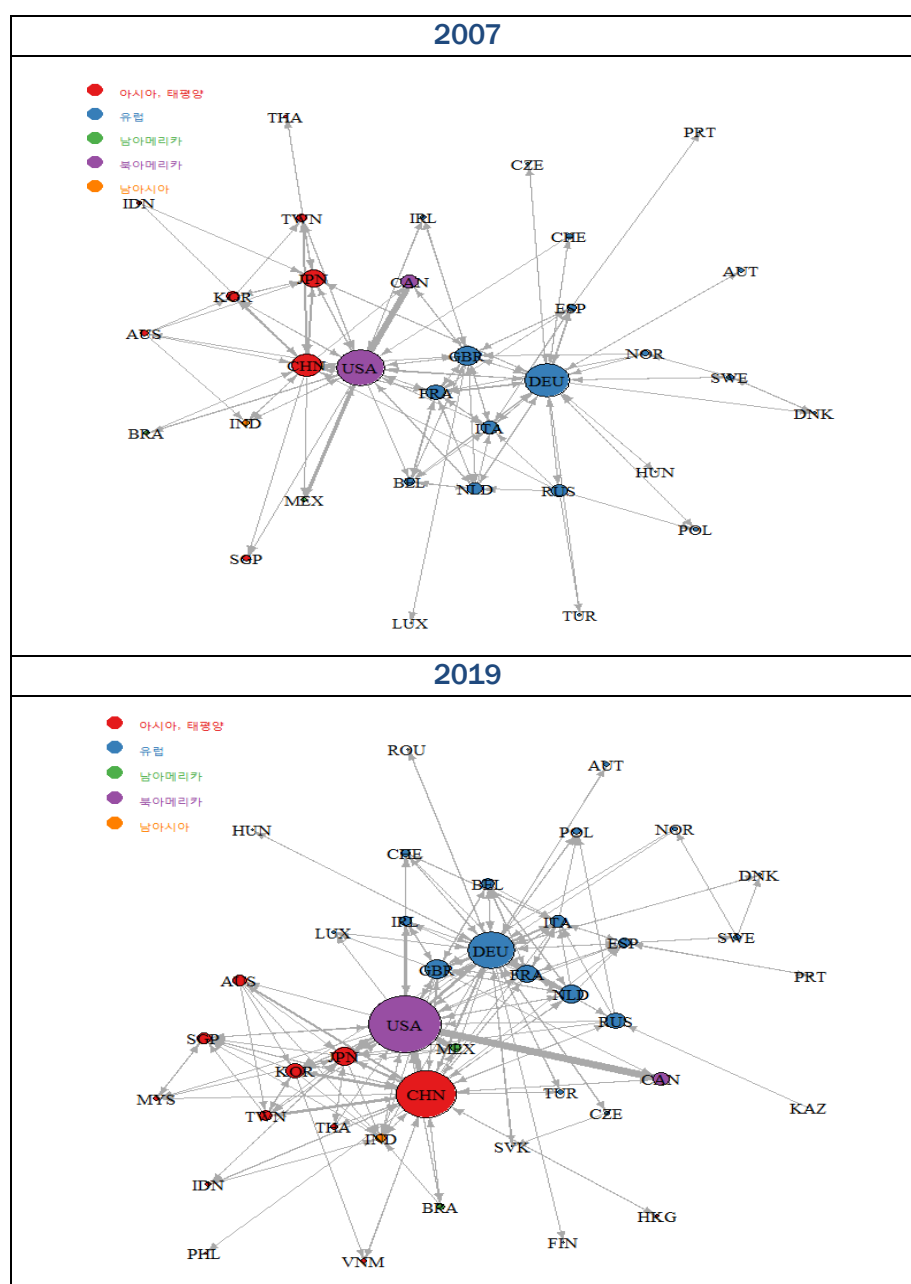 2007
아시아, 태평양
유럽
남아메리카
북아메리카
남아시아
THA
PRT
CZE
IDN
TWN
IRL
CHE
JPN
CAN
AUT
KOR
ESP
AUS
GBR
NOR
CHN
USA
DEU
SWE
FRA
DNK
BRA
IND
ITA
BEL
NLD
RUS
HUN
MEX
POL
SGP
LUX
TUR
2019
아시아, 태평양
유럽
남아메리카
북아메리카
남아시아
ROU
AUT
HUN
POL
NOR
CHE
BEL
DNK
IRL
ITA
LUX
SWE
ESP
DEU
GBR
FRA
PRT
AUS
NLD
USA
RUS
SGP
MEX
JPN
KOR
CAN
CHN
TUR
MYS
KAZ
TWN
CZE
THA
IND
SVK
IDN
BRA
HKG
FIN
PHL
VNM